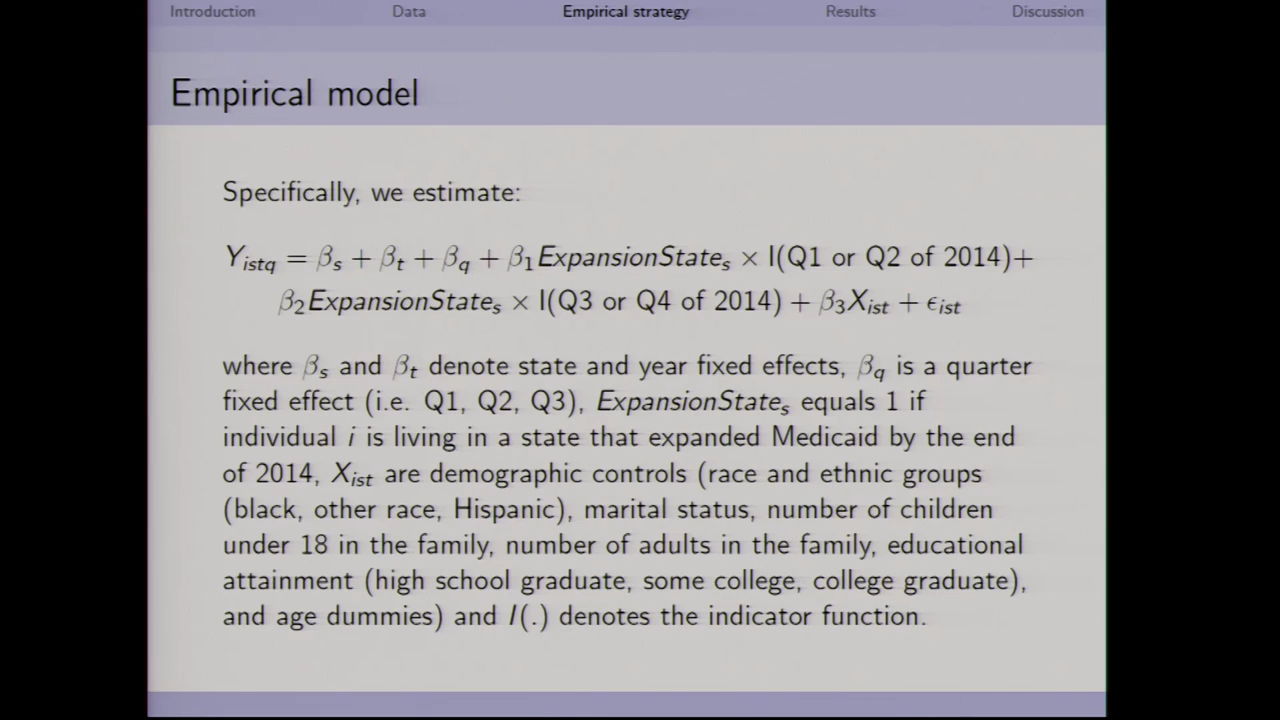 Introduction Data Empirical strategy Results Discussion
Empirical model
Specifically, we estimate:
Y_istq = β_s + β_t + β_q + β_1 ExpansionState_s × I(Q1 or Q2 of 2014)+
β_2 ExpansionState_s × I(Q3 or Q4 of 2014) + β_3 X_ist + ϵ_ist
where β_s and β_t denote state and year fixed effects, β_q is a quarter
fixed effect (i.e. Q1, Q2, Q3), ExpansionState_s equals 1 if
individual i is living in a state that expanded Medicaid by the end
of 2014, X_ist are demographic controls (race and ethnic groups
(black, other race, Hispanic), marital status, number of children
under 18 in the family, number of adults in the family, educational
attainment (high school graduate, some college, college graduate),
and age dummies) and I(.) denotes the indicator function.